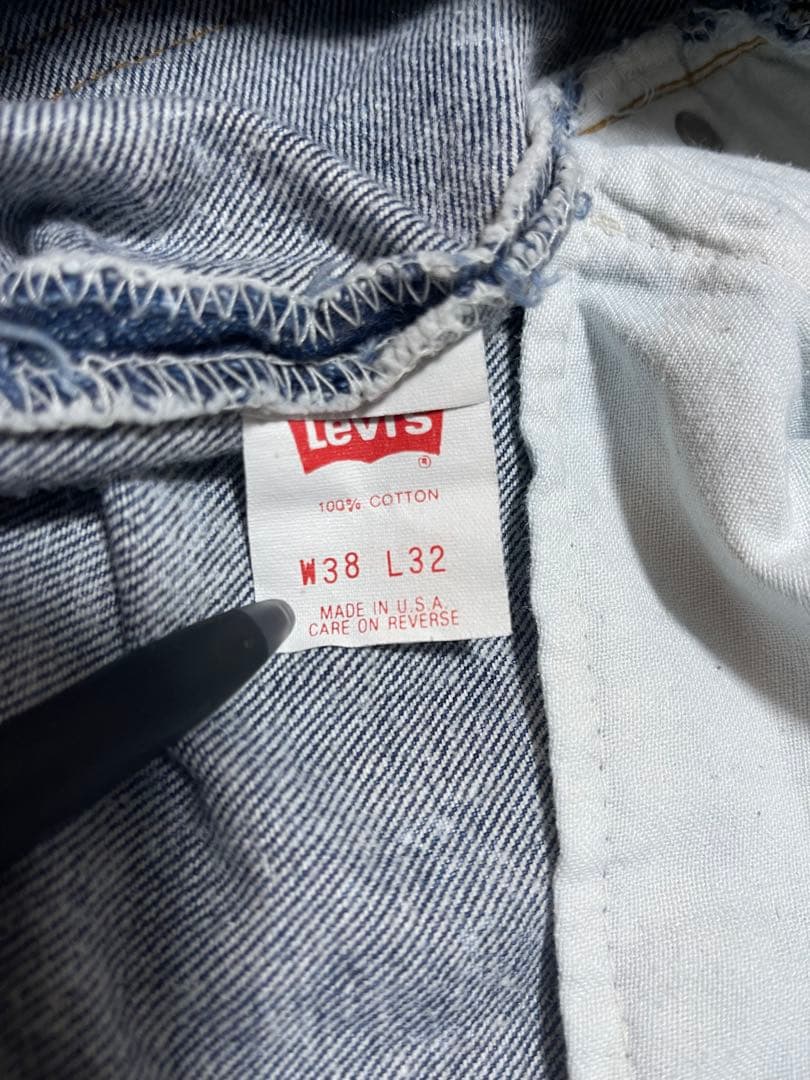 Levi's
®
100% COTTON
W38 L32
MADE IN U.S.A.
CARE ON REVERSE